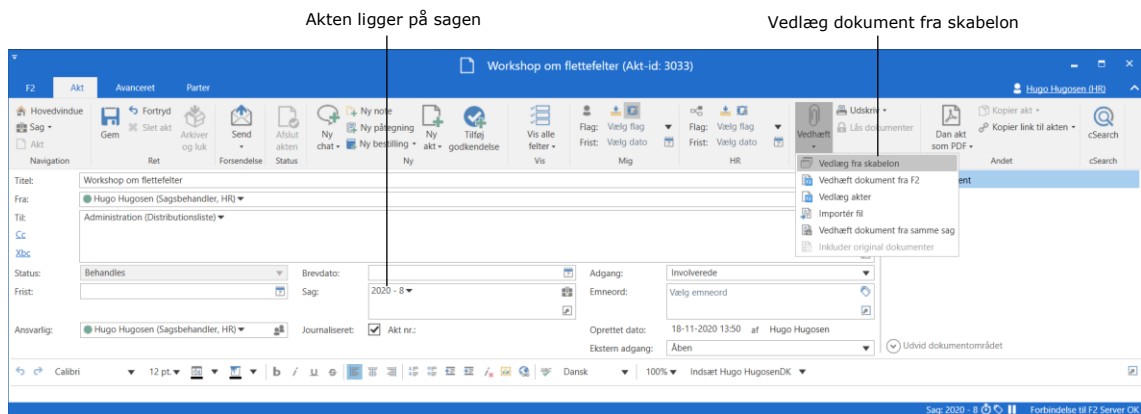 Akten ligger på sagen
Vedlæg dokument fra skabelon
Workshop om flettefelter (Akt-id: 3033)
F2 Akt Avanceret Parter Hugo Hugosen (HR)
Hovedvindue
Sag
Akt
Navigation
Gem
Fortryd
Slet akt
Arkiver og luk
Ret
Send
Forsendelse
Afslut akten
Status
Ny chat
Ny note
Ny påtegning
Ny bestilling
Ny akt
Tilføj godkendelse
Ny
Vis alle felter
Vis
Flag: Vælg flag
Frist: Vælg dato
Mig
Flag: Vælg flag
Frist: Vælg dato
HR
Vedhæft
Udskriv
Lås dokumenter
Dan akt som PDF
Kopier akt
Kopier link til akten
Andet
cSearch
cSearch
Vedlæg fra skabelon
Vedhæft dokument fra F2
Vedlæg akter
Importér fil
Vedhæft dokument fra samme sag
Inkluder original dokumenter
Titel: Workshop om flettefelter
Fra: Hugo Hugosen (Sagsbehandler, HR)
Til: Administration (Distributionsliste)
Cc
Xbc
Status: Behandles Brevdato: Adgang: Involverede
Frist: Sag: 2020 - 8 Emneord: Vælg emneord
Ansvarlig: Hugo Hugosen (Sagsbehandler, HR) Journaliseret: Akt nr.: Oprettet dato: 18-11-2020 13:50 af Hugo Hugosen
Ekstern adgang: Åben
Udvid dokumentområdet
Calibri 12 pt. b i u Dansk 100% Indsæt Hugo HugosenDK
Sag: 2020 - 8 Forbindelse til F2 Server OK